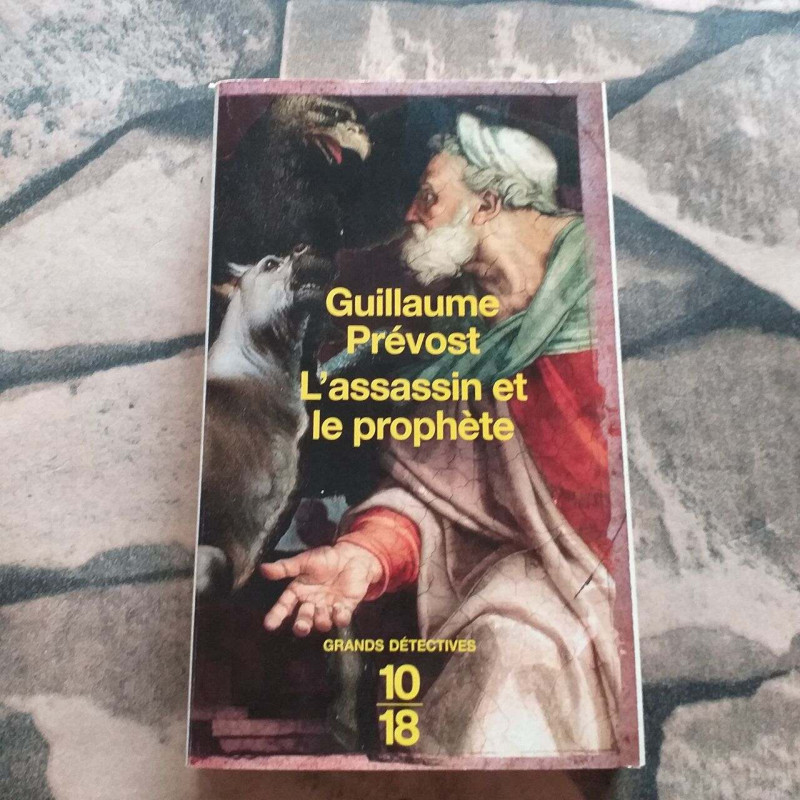 Guillaume
Prévost
L'assassin et
le prophète
GRANDS DÉTECTIVES
10
18